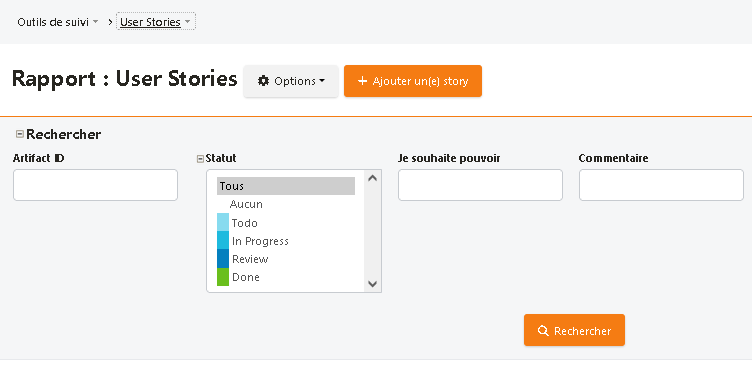 Outils de suivi User Stories
Rapport : User Stories Options Ajouter un(e) story
Rechercher
Artifact ID Statut Je souhaite pouvoir Commentaire
Tous
Aucun
Todo
In Progress
Review
Done
Rechercher